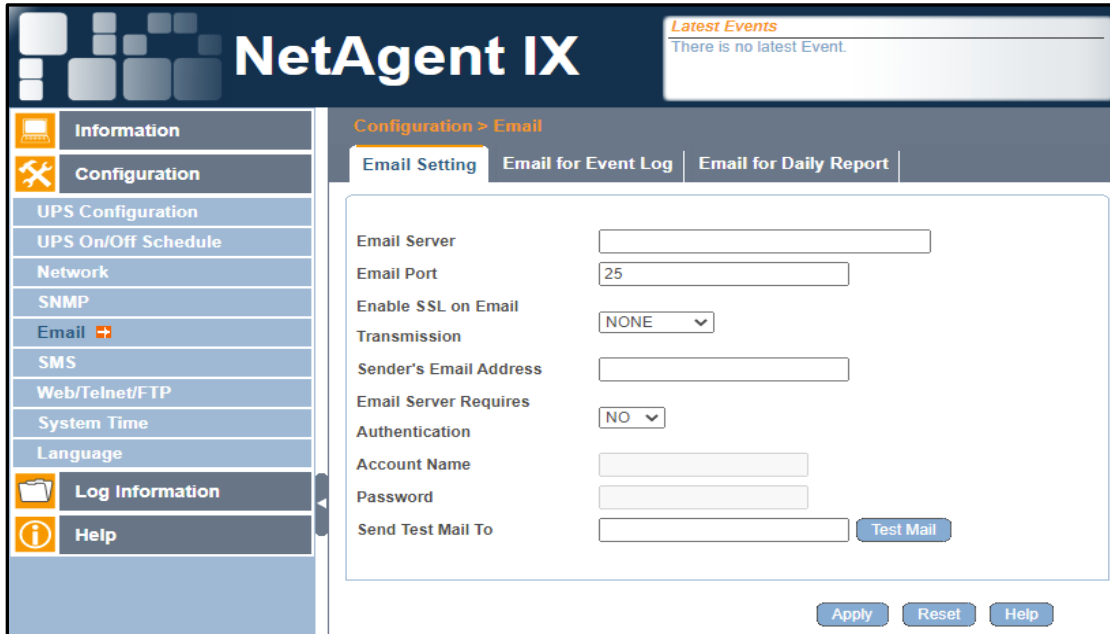 NetAgent IX
Latest Events
There is no latest Event.
Information
Configuration
UPS Configuration
UPS On/Off Schedule
Network
SNMP
Email
SMS
Web/Telnet/FTP
System Time
Language
Log Information
Help
Configuration > Email
Email Setting
Email for Event Log
Email for Daily Report
Email Server
Email Port
25
Enable SSL on Email
Transmission
NONE
Sender's Email Address
Email Server Requires
Authentication
NO
Account Name
Password
Send Test Mail To
Test Mail
Apply
Reset
Help